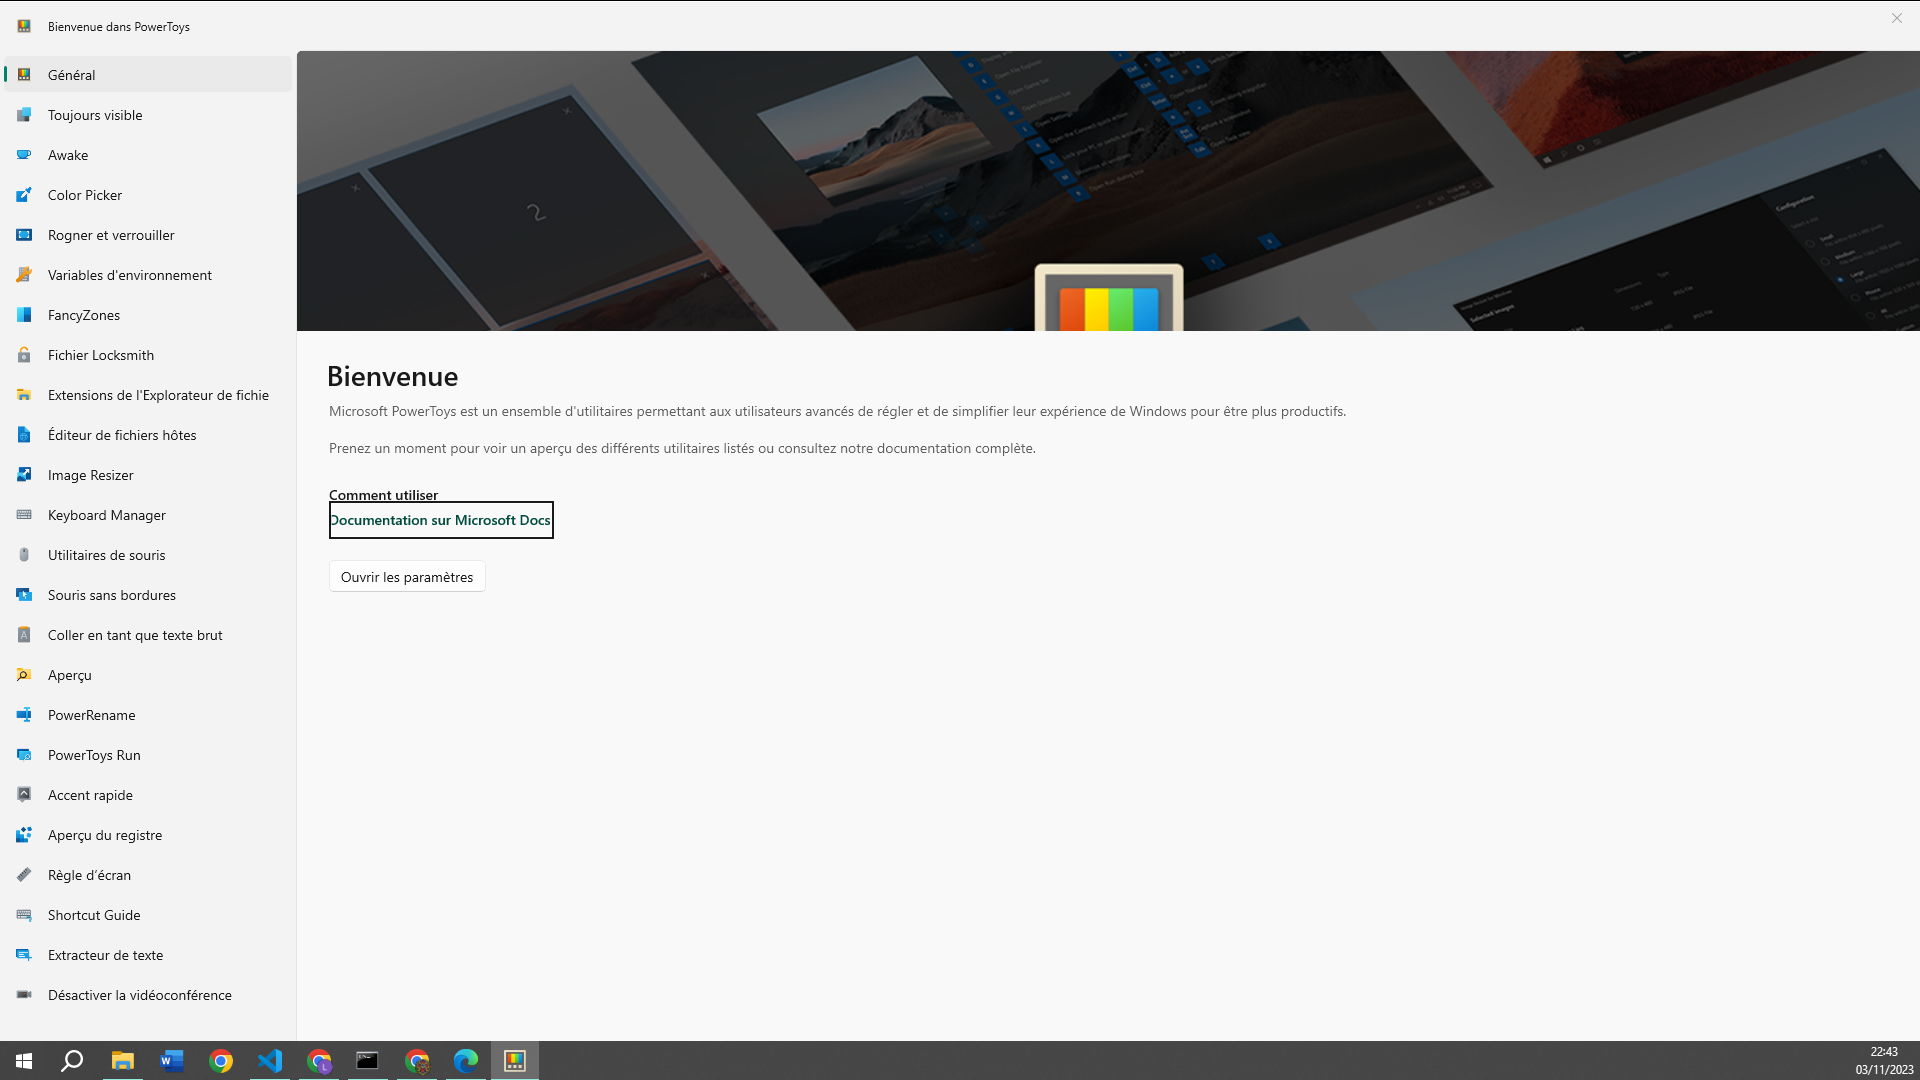 Bienvenue dans PowerToys
Général
Toujours visible
Awake
Color Picker
Rogner et verrouiller
Variables d'environnement
FancyZones
Fichier Locksmith
Extensions de l'Explorateur de fichie
Éditeur de fichiers hôtes
Image Resizer
Keyboard Manager
Utilitaires de souris
Souris sans bordures
Coller en tant que texte brut
Aperçu
PowerRename
PowerToys Run
Accent rapide
Aperçu du registre
Règle d’écran
Shortcut Guide
Extracteur de texte
Désactiver la vidéoconférence
2
Configuration
Selected images
Bienvenue
Microsoft PowerToys est un ensemble d'utilitaires permettant aux utilisateurs avancés de régler et de simplifier leur expérience de Windows pour être plus productifs.
Prenez un moment pour voir un aperçu des différents utilitaires listés ou consultez notre documentation complète.
Comment utiliser
Documentation sur Microsoft Docs
Ouvrir les paramètres
22:43
03/11/2023